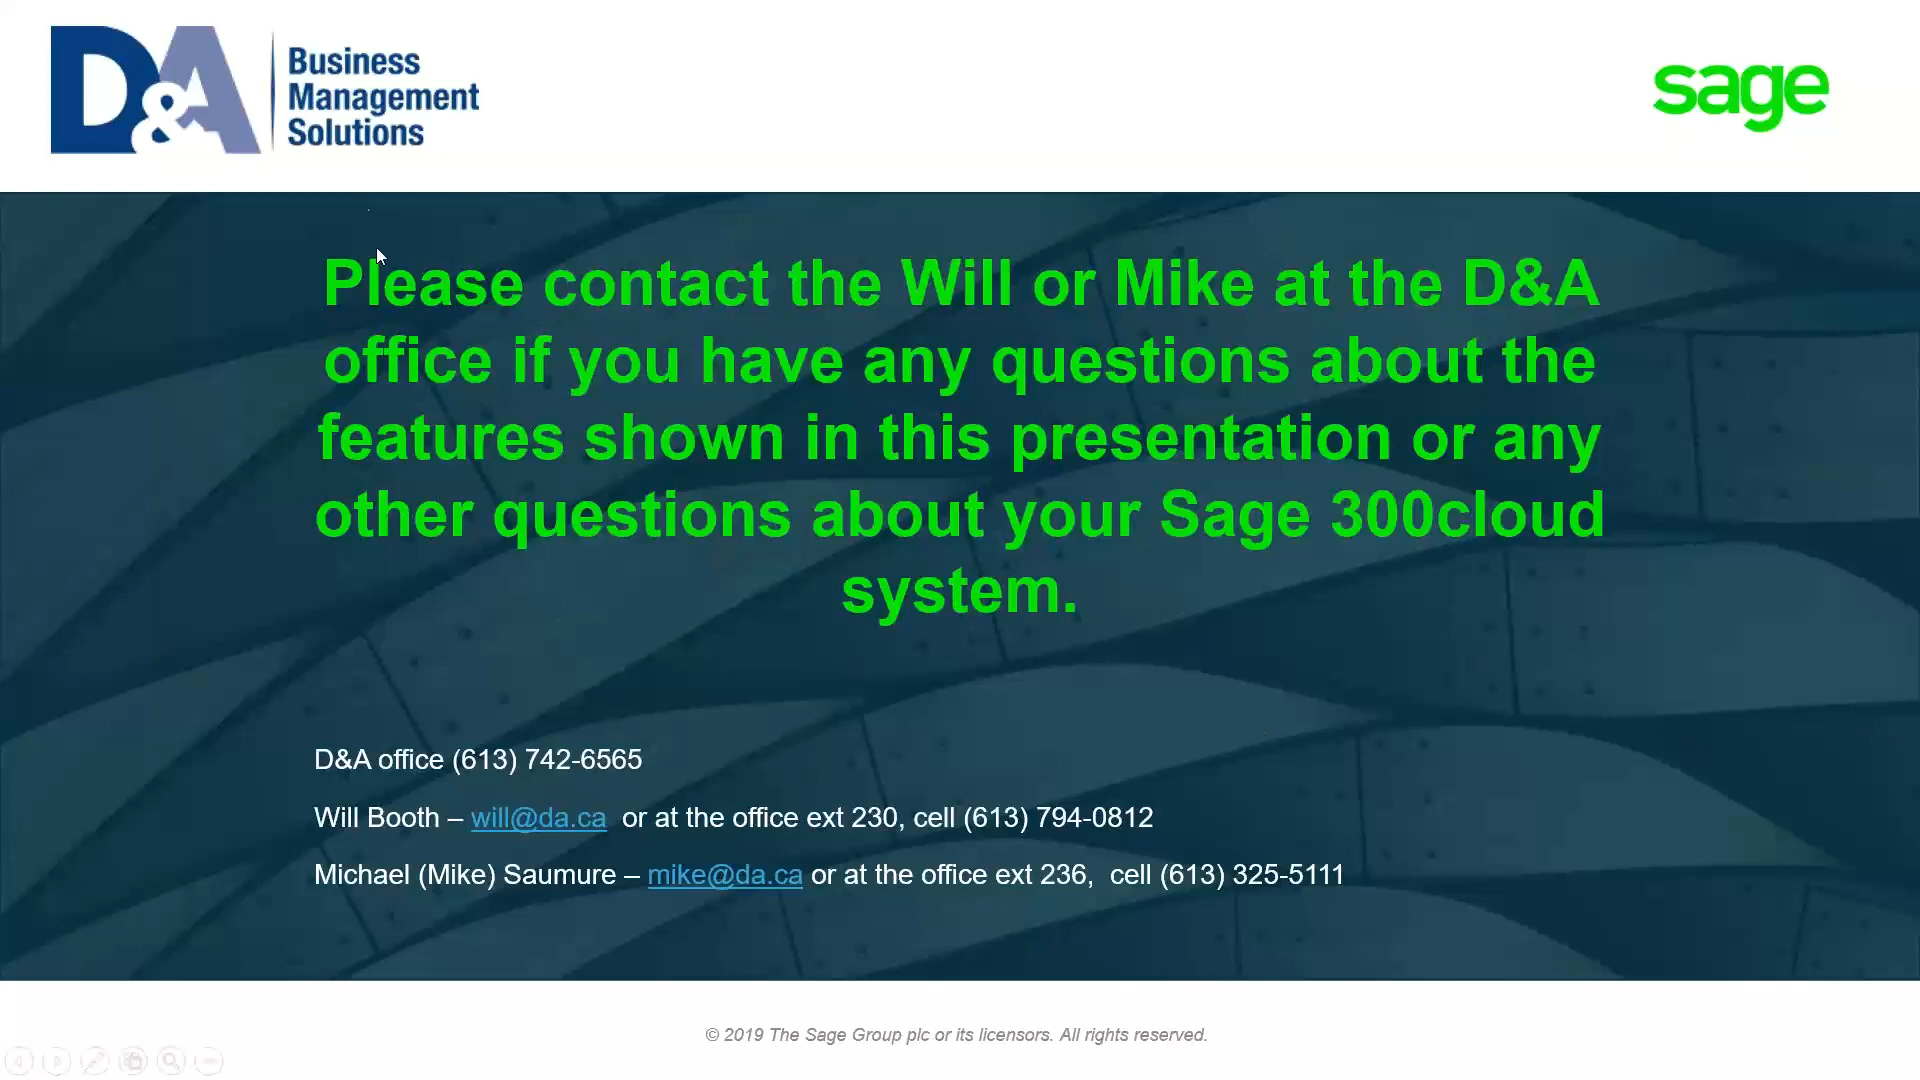 D&A
Business
Management
Solutions
sage
Please contact the Will or Mike at the D&A
office if you have any questions about the
features shown in this presentation or any
other questions about your Sage 300cloud
system.
D&A office (613) 742-6565
Will Booth – will@da.ca  or at the office ext 230, cell (613) 794-0812
Michael (Mike) Saumure – mike@da.ca or at the office ext 236,  cell (613) 325-5111
© 2019 The Sage Group plc or its licensors. All rights reserved.